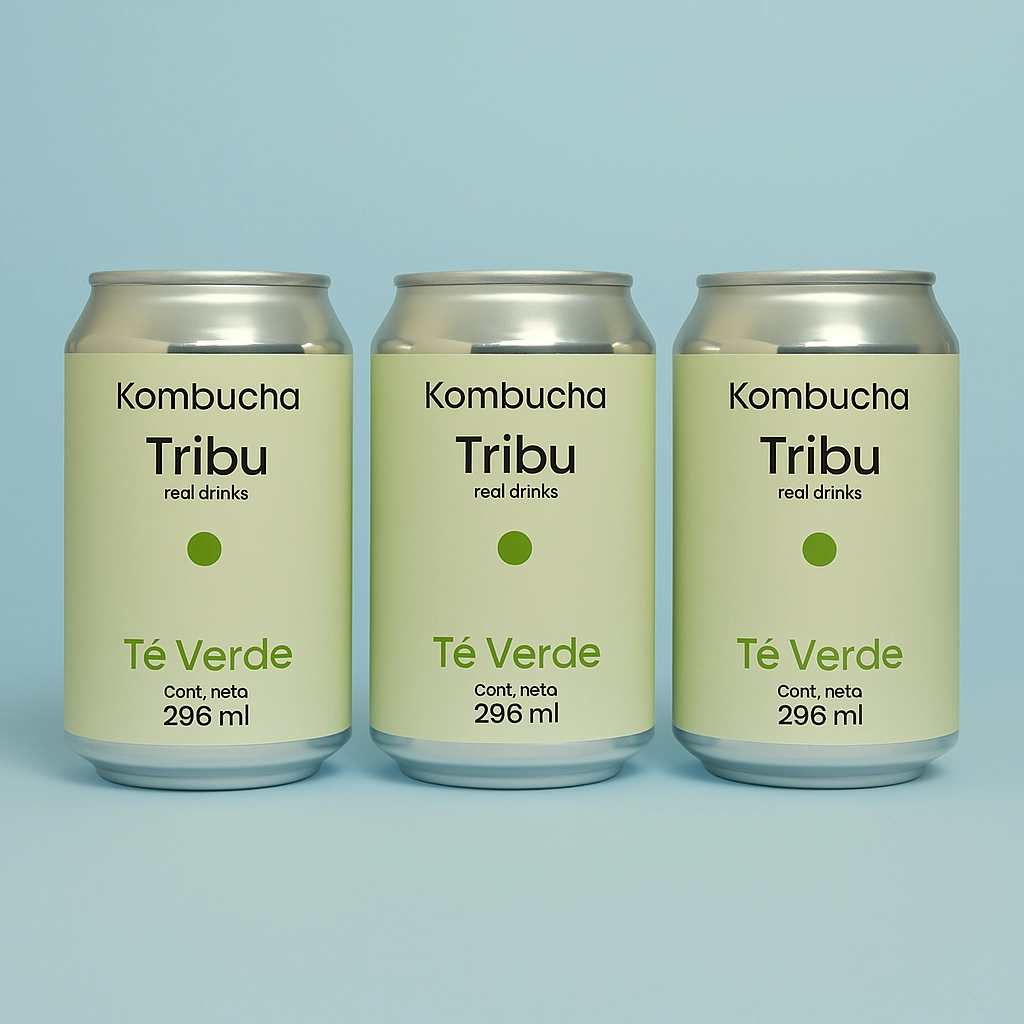 Kombucha
Tribu
real drinks
Té Verde
Cont, neta
296 ml
Kombucha
Tribu
real drinks
Té Verde
Cont, neta
296 ml
Kombucha
Tribu
real drinks
Té Verde
Cont, neta
296 ml